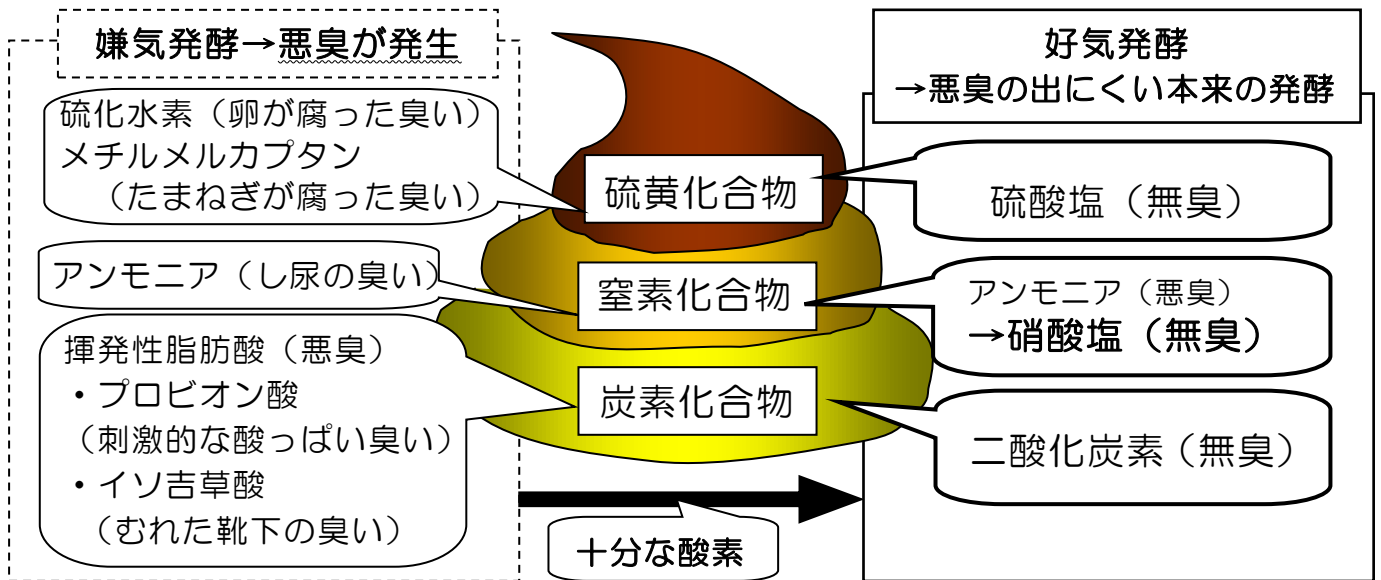 嫌気発酵→悪臭が発生
硫化水素（卵が腐った臭い）
メチルメルカプタン
（たまねぎが腐った臭い）
アンモニア（し尿の臭い）
揮発性脂肪酸（悪臭）
・プロビオン酸
（刺激的な酸っぱい臭い）
・イソ吉草酸
（むれた靴下の臭い）
硫黄化合物
窒素化合物
炭素化合物
十分な酸素
好気発酵
→悪臭の出にくい本来の発酵
硫酸塩（無臭）
アンモニア（悪臭）
→硝酸塩（無臭）
二酸化炭素（無臭）